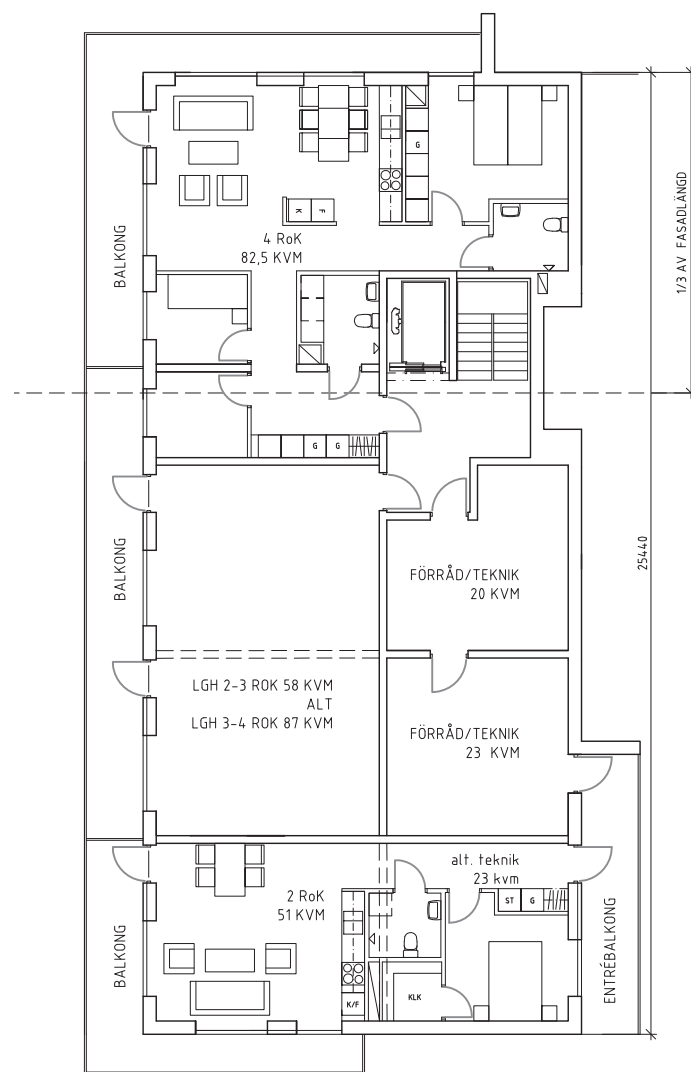 G
K
F
4 RoK
82,5 KVM
BALKONG
1/3 AV FASADLÄNGD
G
G
BALKONG
FÖRRÅD/TEKNIK
20 KVM
25440
LGH 2-3 ROK 58 KVM
ALT
LGH 3-4 ROK 87 KVM
FÖRRÅD/TEKNIK
23 KVM
alt. teknik
23 kvm
2 RoK
51 KVM
ST
G
BALKONG
ENTRÉBALKONG
K/F
KLK